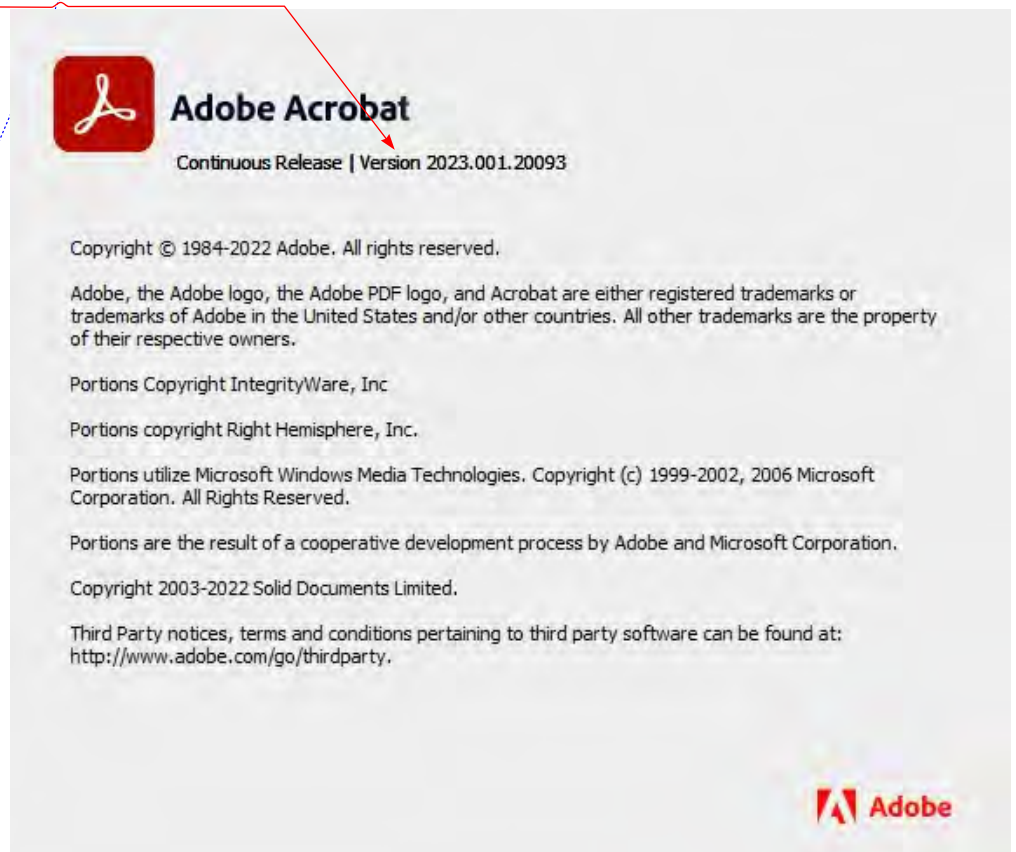 Adobe Acrobat
Continuous Release | Version 2023.001.20093
Copyright © 1984-2022 Adobe. All rights reserved.
Adobe, the Adobe logo, the Adobe PDF logo, and Acrobat are either registered trademarks or
trademarks of Adobe in the United States and/or other countries. All other trademarks are the property
of their respective owners.
Portions Copyright IntegrityWare, Inc
Portions copyright Right Hemisphere, Inc.
Portions utilize Microsoft Windows Media Technologies. Copyright (c) 1999-2002, 2006 Microsoft
Corporation. All Rights Reserved.
Portions are the result of a cooperative development process by Adobe and Microsoft Corporation.
Copyright 2003-2022 Solid Documents Limited.
Third Party notices, terms and conditions pertaining to third party software can be found at:
http://www.adobe.com/go/thirdparty.
Adobe